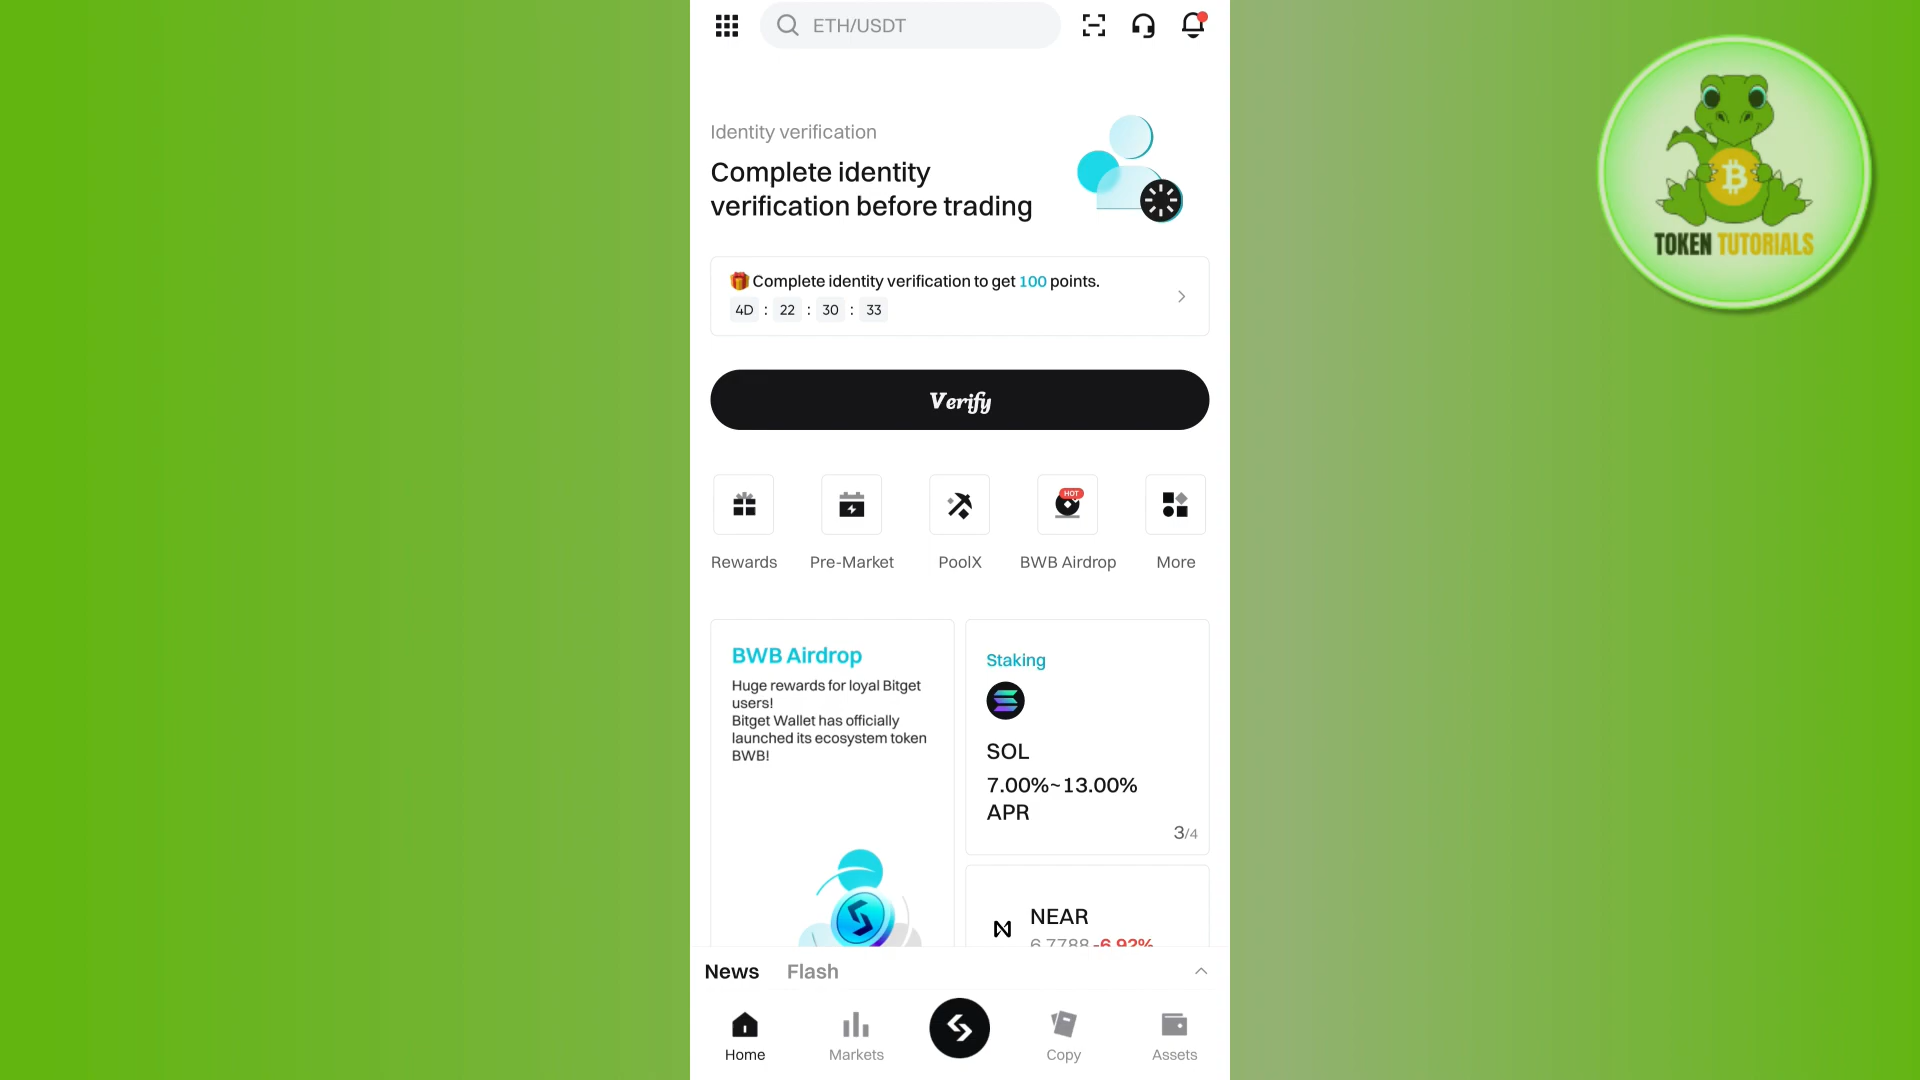 ETH/USDT
Identity verification
Complete identity
verification before trading
Complete identity verification to get 100 points.
4D : 22 : 30 : 33
Verify
HOT
Rewards
Pre-Market
PoolX
BWB Airdrop
More
BWB Airdrop
Huge rewards for loyal Bitget
users!
Bitget Wallet has officially
launched its ecosystem token
BWB!
Staking
SOL
7.00%~13.00%
APR
3/4
NEAR
6.7788 -6.92%
News
Flash
Home
Markets
Copy
Assets
TOKEN TUTORIALS